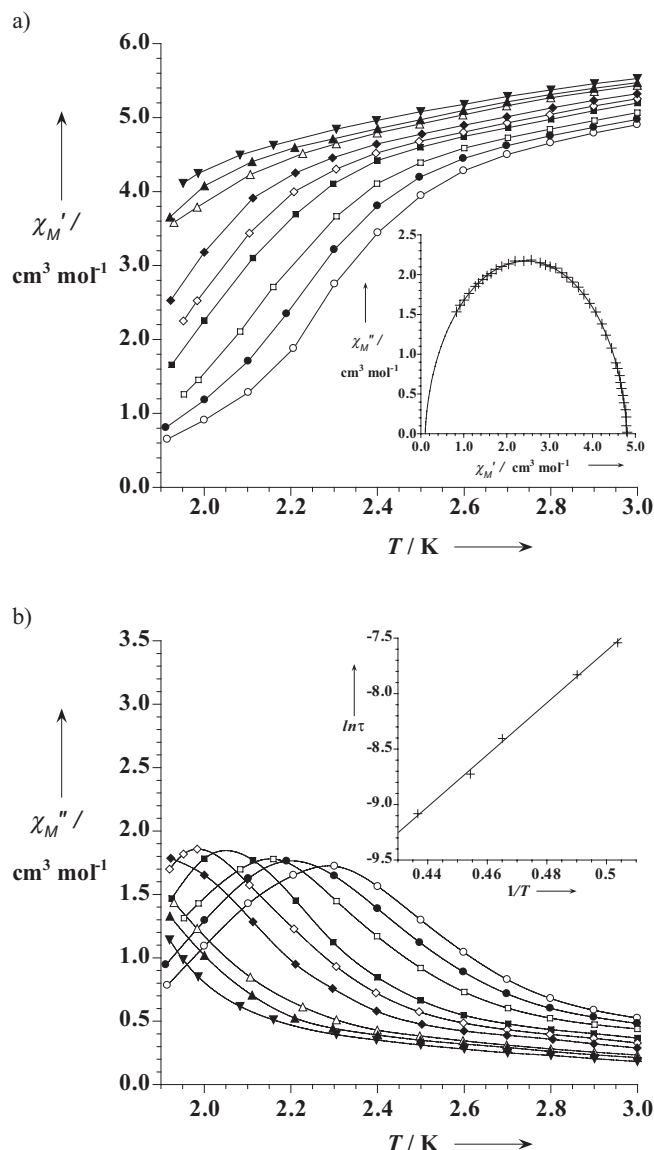 a)
6.0
5.0
4.0
χM′ /
cm³ mol⁻¹
3.0
2.0
1.0
0.0
2.0 2.2 2.4 2.6 2.8 3.0
T / K
2.5
2.0
1.5
χM″ /
cm³ mol⁻¹
1.0
0.5
0.0
0.0 1.0 2.0 3.0 4.0 5.0
χM′ / cm³ mol⁻¹
b)
3.5
3.0
2.5
χM″ /
2.0
cm³ mol⁻¹
1.5
1.0
0.5
0.0
2.0 2.2 2.4 2.6 2.8 3.0
T / K
-7.5
-8.0
lnτ
-8.5
-9.0
-9.5
0.44 0.46 0.48 0.5
1/T